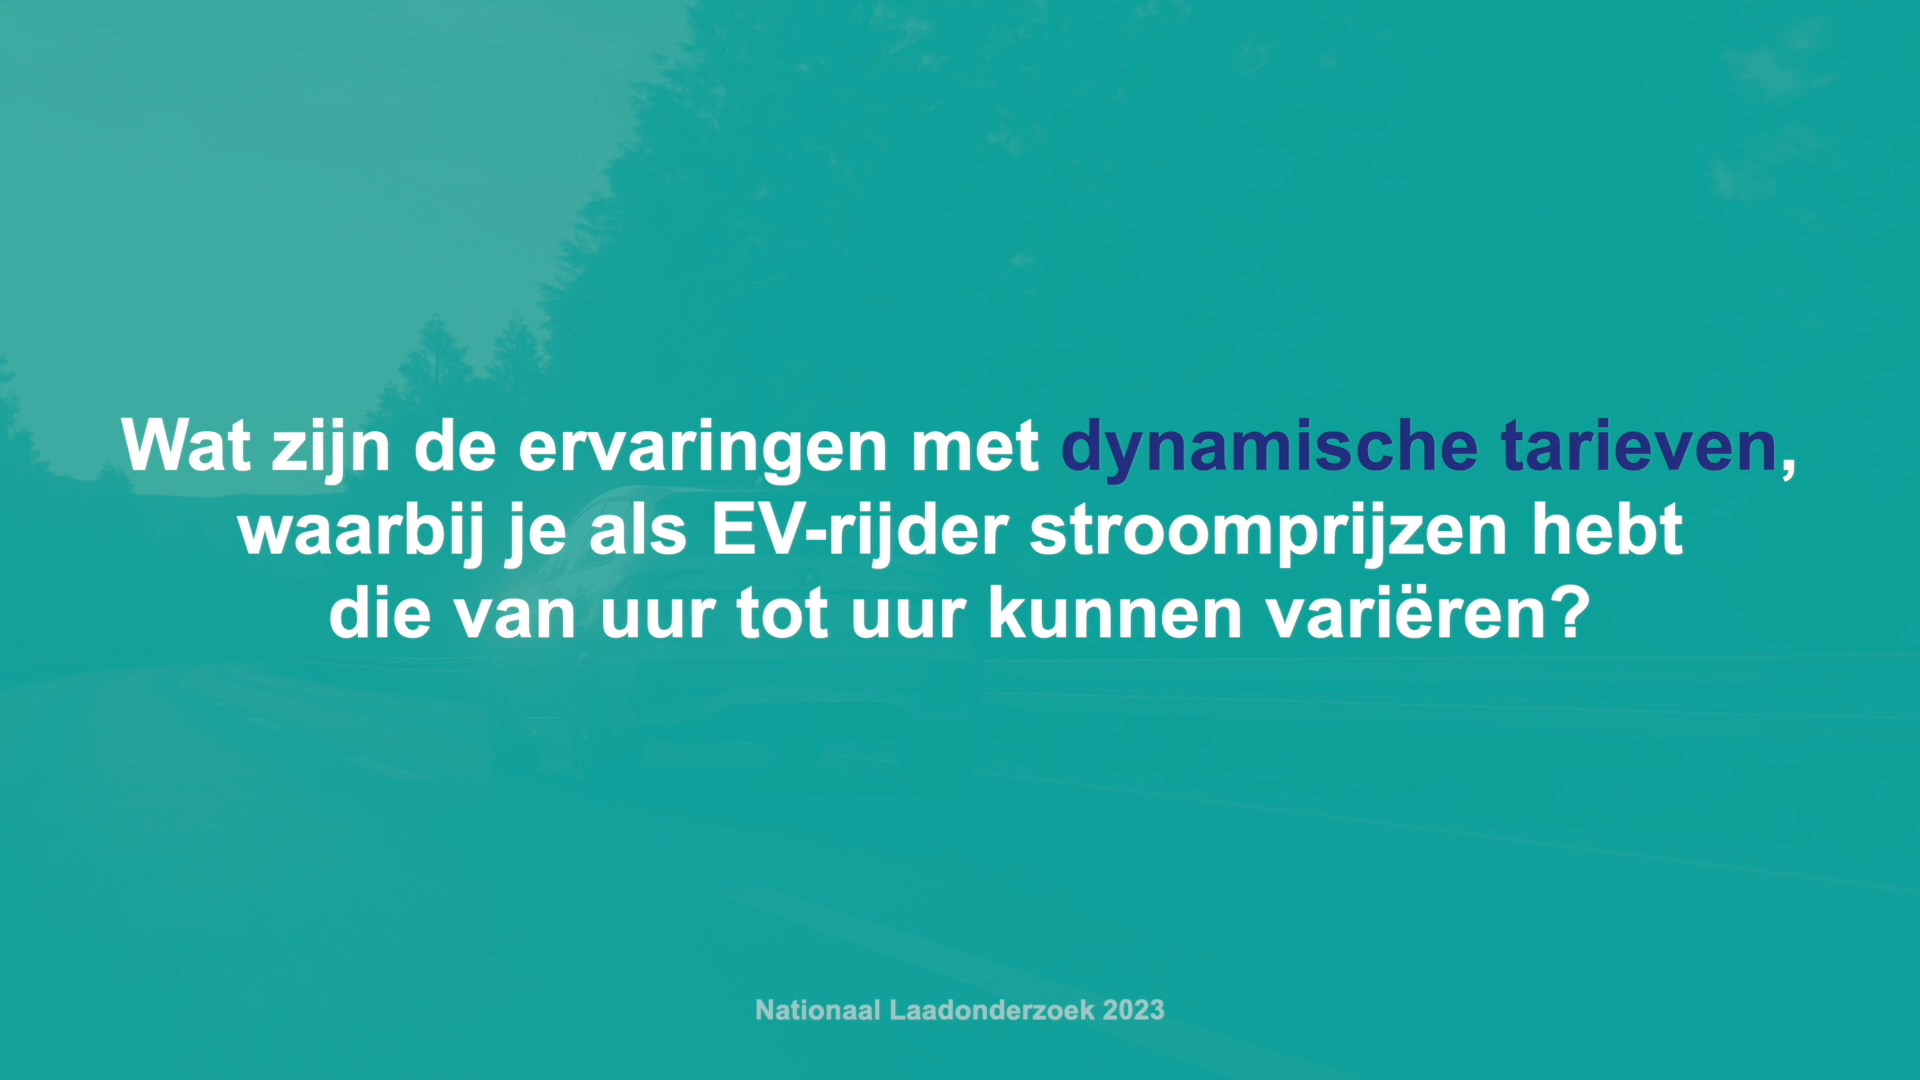 Wat zijn de ervaringen met dynamische tarieven,
waarbij je als EV-rijder stroomprijzen hebt
die van uur tot uur kunnen variëren?
Nationaal Laadonderzoek 2023